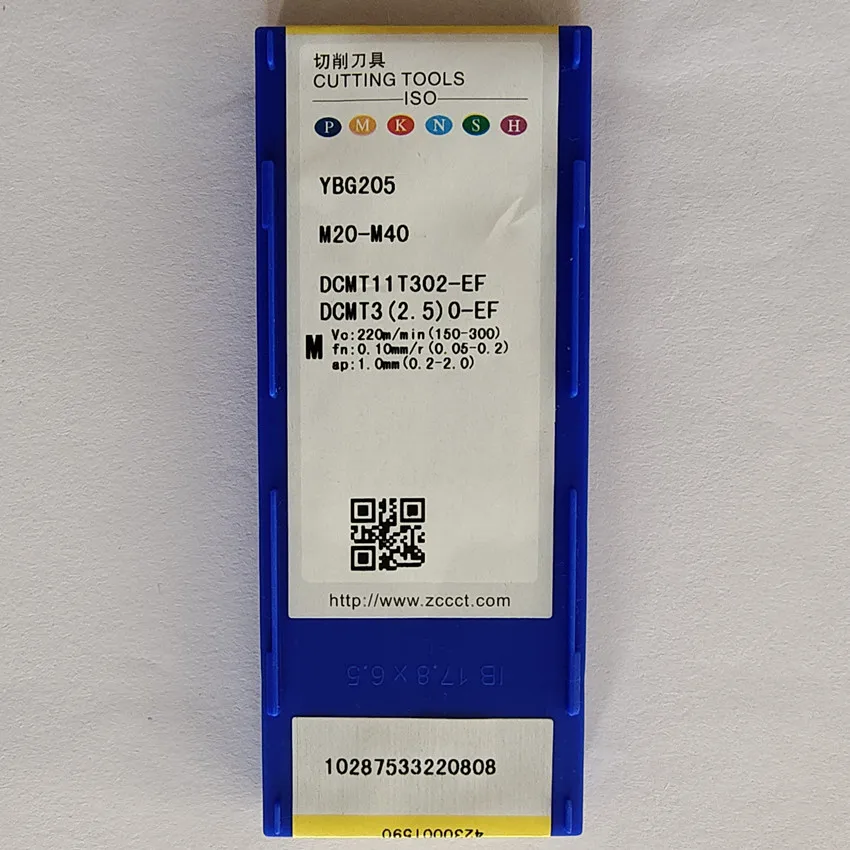 切削刀具
CUTTING TOOLS
ISO
P M K N S H
YBG205
M20-M40
DCMT11T302-EF
DCMT3(2.5)0-EF
M
Vc:220m/min(150-300)
fn:0.10mm/r(0.05-0.2)
ap:1.0mm(0.2-2.0)
http://www.zccct.com
IB 17.8 x 6.5
10287533220808
4230001590